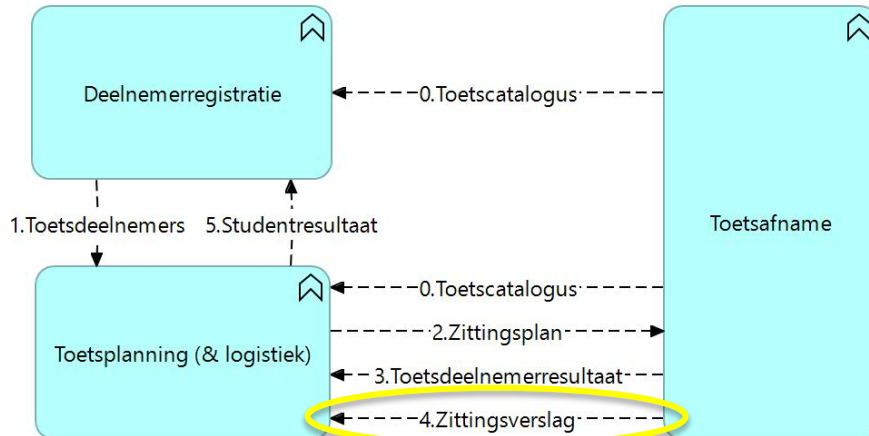 Deelnemerregistratie
0.Toetscatalogus
1.Toetsdeelnemers
5.Studentresultaat
Toetsafname
0.Toetscatalogus
2.Zittingsplan
Toetsplanning (& logistiek)
3.Toetsdeelnemerresultaat
4.Zittingsverslag